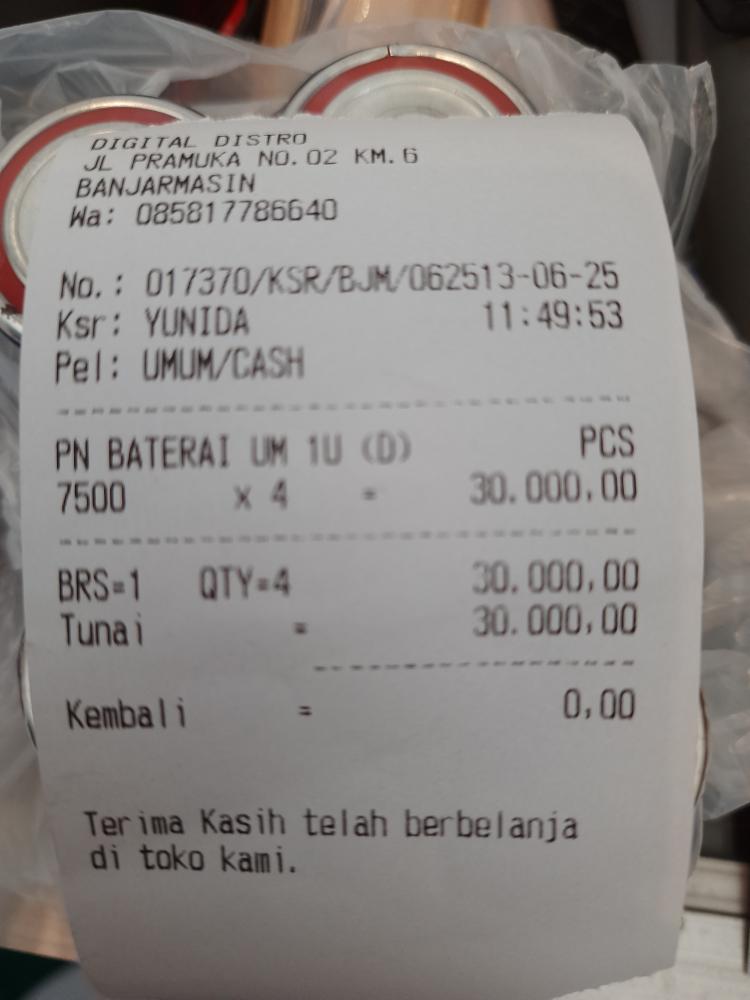 DIGITAL DISTRO
JL PRAMUKA NO.02 KM.6
BANJARMASIN
Wa: 085817786640
No.: 017370/KSR/BJM/062513-06-25
Ksr: YUNIDA 11:49:53
Pel: UMUM/CASH
PN BATERAI UM 1U (D) PCS
7500 x 4 = 30.000,00
BRS=1 QTY=4 30.000,00
Tunai = 30.000,00
Kembali = 0,00
Terima Kasih telah berbelanja
di toko kami.